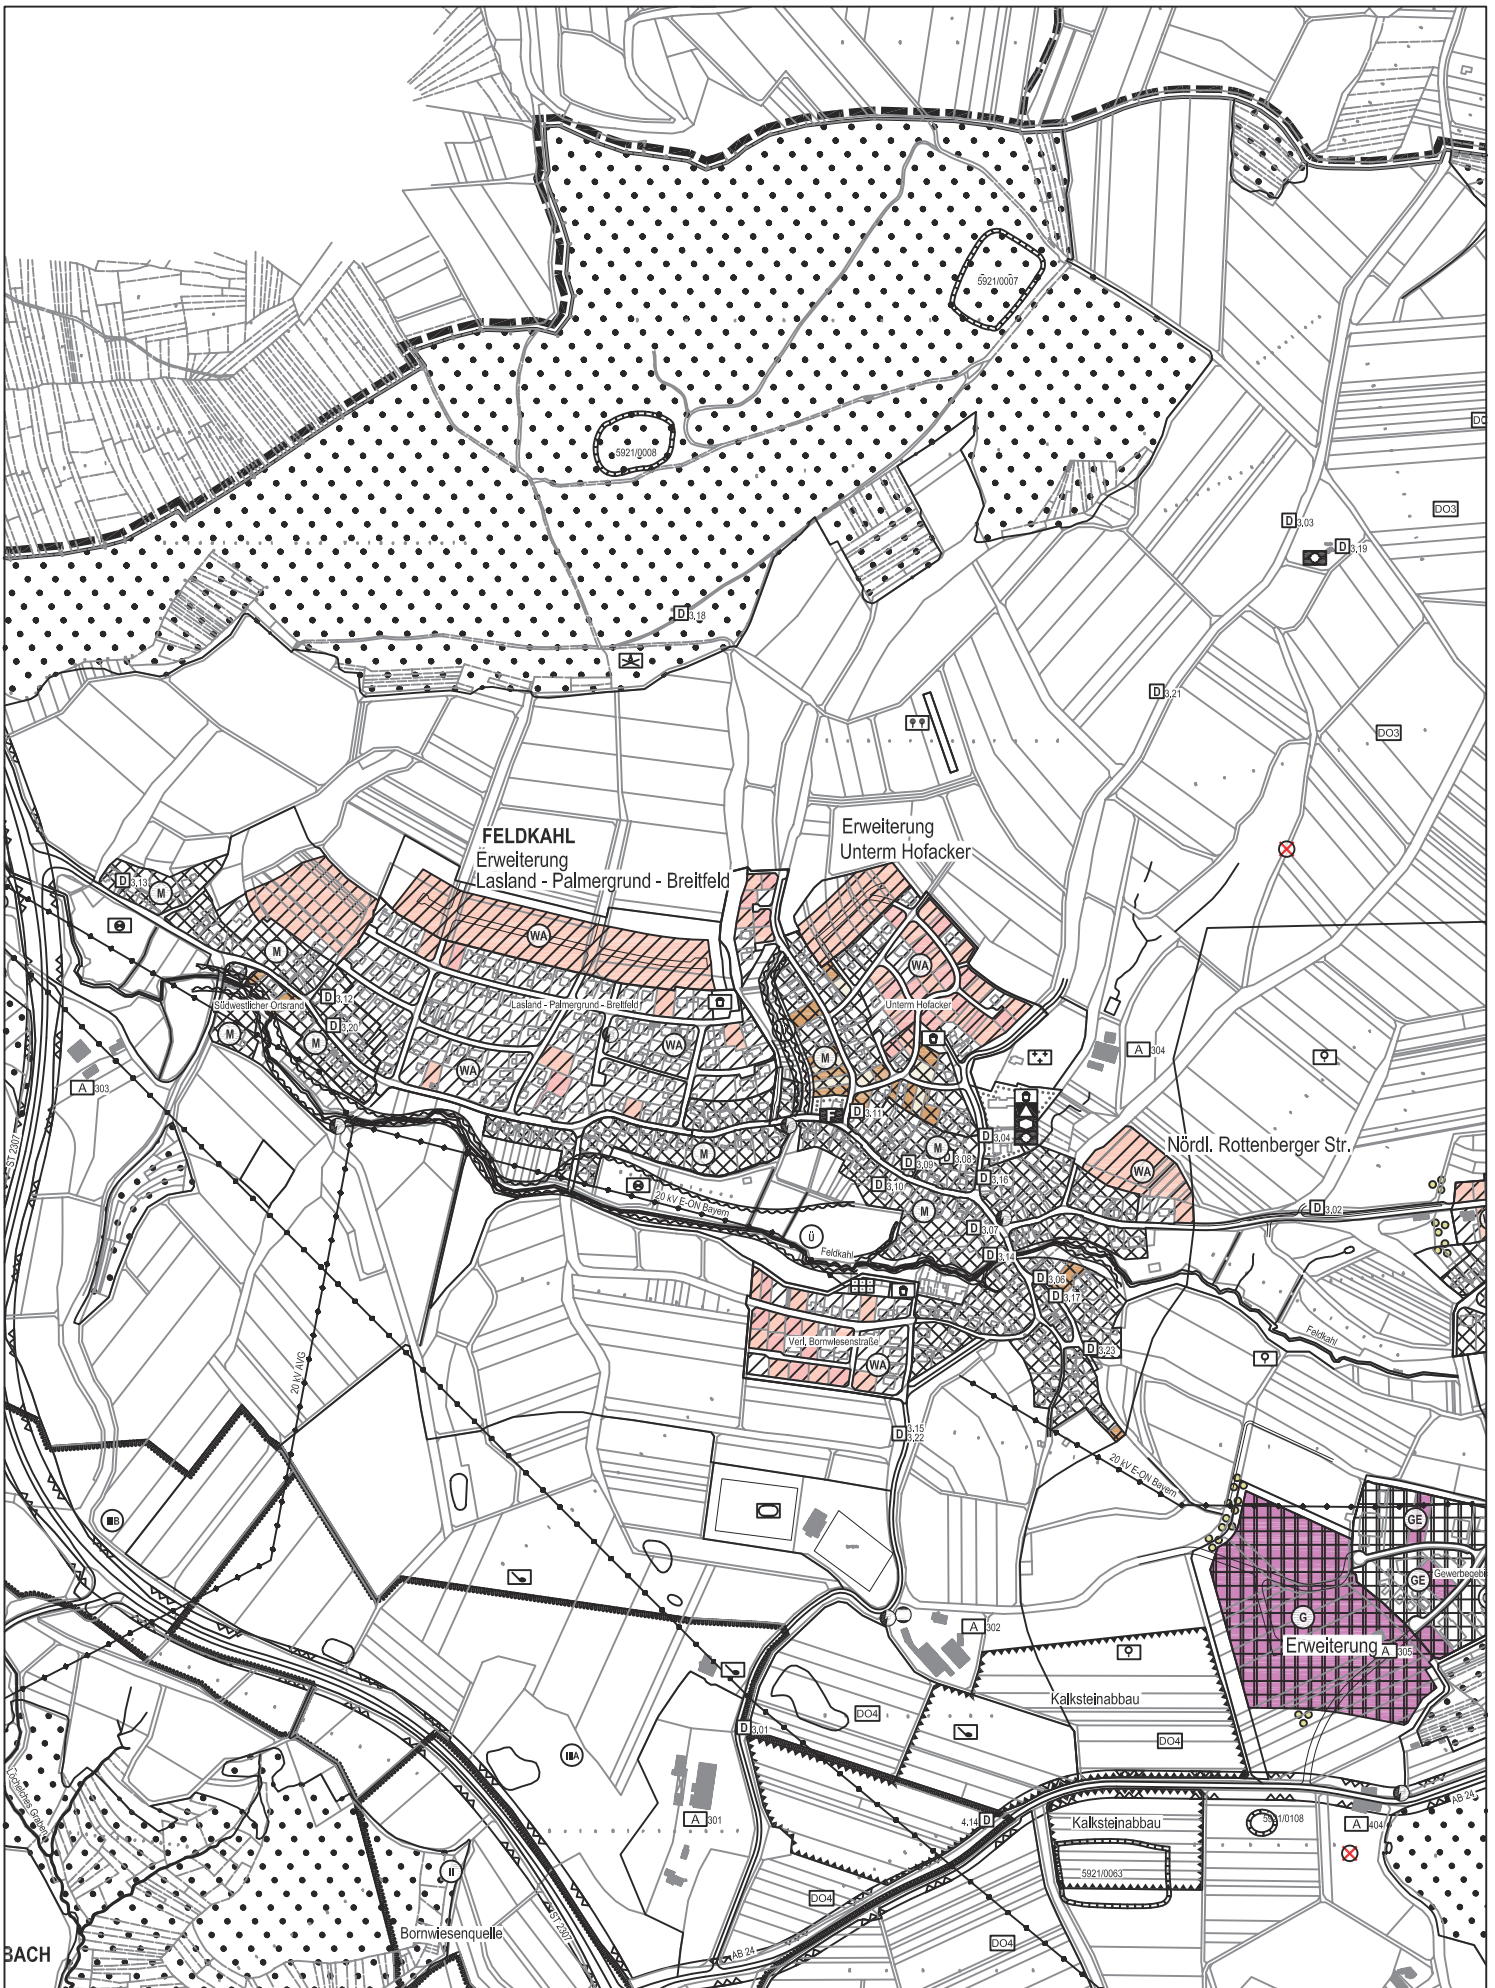 5921/0007
5921/0008
DO3
D 3.03
D 3.19
D 3.18
D 3.21
DO3
FELDKAHL
Erweiterung
Lasland - Palmergrund - Breitfeld
Erweiterung
Unterm Hofacker
D 3.13
M
WA
M
WA
Südwestlicher Ortsrand
D 3.12
Lasland - Palmergrund - Breitfeld
Unterm Hofacker
M
D 3.20
M
WA
M
WA
A 304
A 303
ST 2307
F
D 3.11
D 3.04
M
M
D 3.09
D 3.08
Nördl. Rottenberger Str.
WA
D 3.10
D 3.16
20 kV E-ON Bayern
M
D 3.02
Ü
D 3.07
Feldkahl
D 3.14
D 3.06
D 3.17
Verl. Bornwiesenstraße
WA
Feldkahl
D 3.23
20 kV AVG
D 3.15
3.22
20 kV E-ON Bayern
IIIB
GE
GE
Gewerbegebi
G
A 302
Erweiterung
A 305
Kalksteinabbau
DO4
D 3.01
DO4
IIIA
Löchelches Graben
A 301
4.14 D
Kalksteinabbau
5921/0108
A 404
AB 24
5921/0063
II
DO4
Bornwiesenquelle
ST 2307
DO4
BACH
AB 24